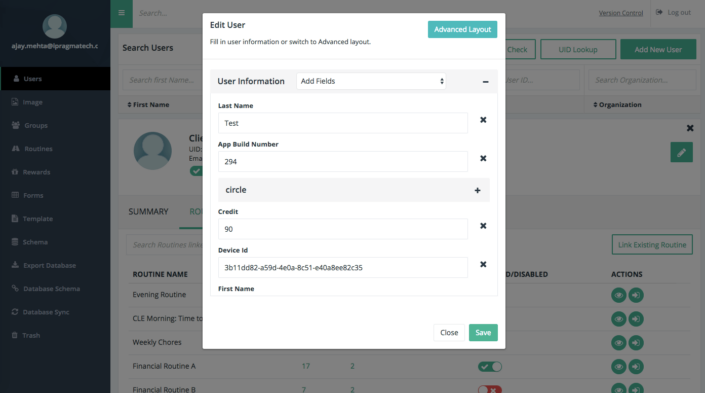 Search...
Version Control
Log out
ajay.mehta@ipragmatech.c
Edit User
Advanced Layout
Fill in user information or switch to Advanced layout.
Search Users
Check
UID Lookup
Add New User
Users
Image
Groups
Routines
Rewards
Forms
Template
Schema
Export Database
Database Schema
Database Sync
Trash
Search first Name...
User ID...
Search Organisation...
First Name
Organization
User Information
Add Fields
Last Name
Test
App Build Number
294
circle
Credit
90
Device Id
3b11dd82-a59d-4e0a-8c51-e40a8ee82c35
First Name
Close
Save
Clie
UID:
Ema
SUMMARY
ROU
Search Routines linke
Link Existing Routine
ROUTINE NAME
D/DISABLED
ACTIONS
Evening Routine
CLE Morning: Time to
Weekly Chores
Financial Routine A
17
2
Financial Routine B
7
2